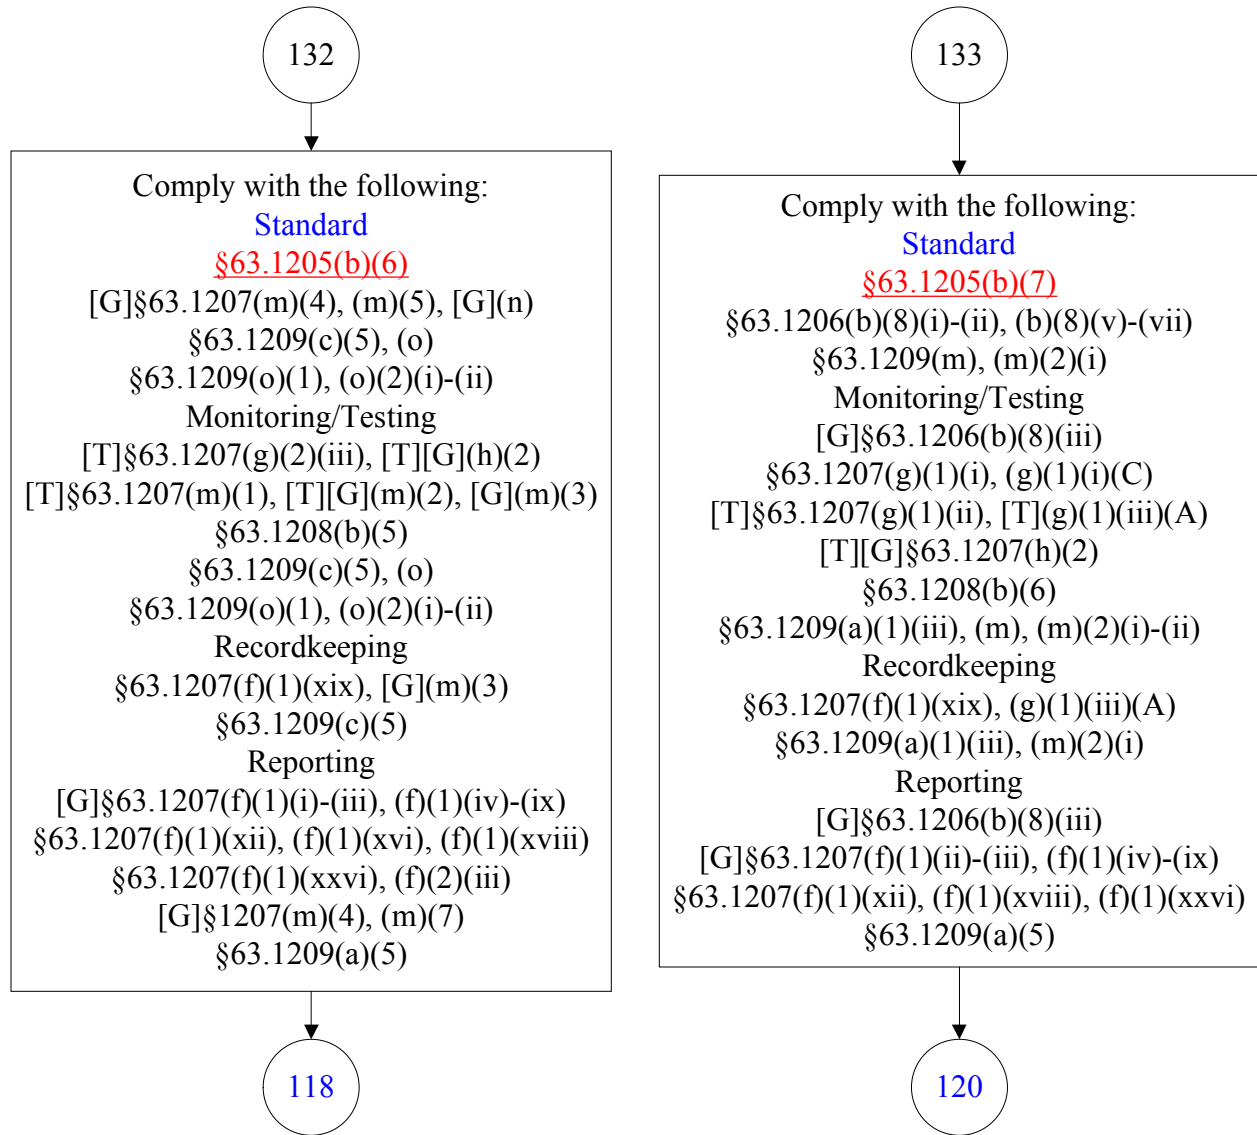 132
Comply with the following:
Standard
§63.1205(b)(6)
[G]§63.1207(m)(4), (m)(5), [G](n)
§63.1209(c)(5), (o)
§63.1209(o)(1), (o)(2)(i)-(ii)
Monitoring/Testing
[T]§63.1207(g)(2)(iii), [T][G](h)(2)
[T]§63.1207(m)(1), [T][G](m)(2), [G](m)(3)
§63.1208(b)(5)
§63.1209(c)(5), (o)
§63.1209(o)(1), (o)(2)(i)-(ii)
Recordkeeping
§63.1207(f)(1)(xix), [G](m)(3)
§63.1209(c)(5)
Reporting
[G]§63.1207(f)(1)(i)-(iii), (f)(1)(iv)-(ix)
§63.1207(f)(1)(xii), (f)(1)(xvi), (f)(1)(xviii)
§63.1207(f)(1)(xxvi), (f)(2)(iii)
[G]§1207(m)(4), (m)(7)
§63.1209(a)(5)
118
133
Comply with the following:
Standard
§63.1205(b)(7)
§63.1206(b)(8)(i)-(ii), (b)(8)(v)-(vii)
§63.1209(m), (m)(2)(i)
Monitoring/Testing
[G]§63.1206(b)(8)(iii)
§63.1207(g)(1)(i), (g)(1)(i)(C)
[T]§63.1207(g)(1)(ii), [T](g)(1)(iii)(A)
[T][G]§63.1207(h)(2)
§63.1208(b)(6)
§63.1209(a)(1)(iii), (m), (m)(2)(i)-(ii)
Recordkeeping
§63.1207(f)(1)(xix), (g)(1)(iii)(A)
§63.1209(a)(1)(iii), (m)(2)(i)
Reporting
[G]§63.1206(b)(8)(iii)
[G]§63.1207(f)(1)(ii)-(iii), (f)(1)(iv)-(ix)
§63.1207(f)(1)(xii), (f)(1)(xviii), (f)(1)(xxvi)
§63.1209(a)(5)
120